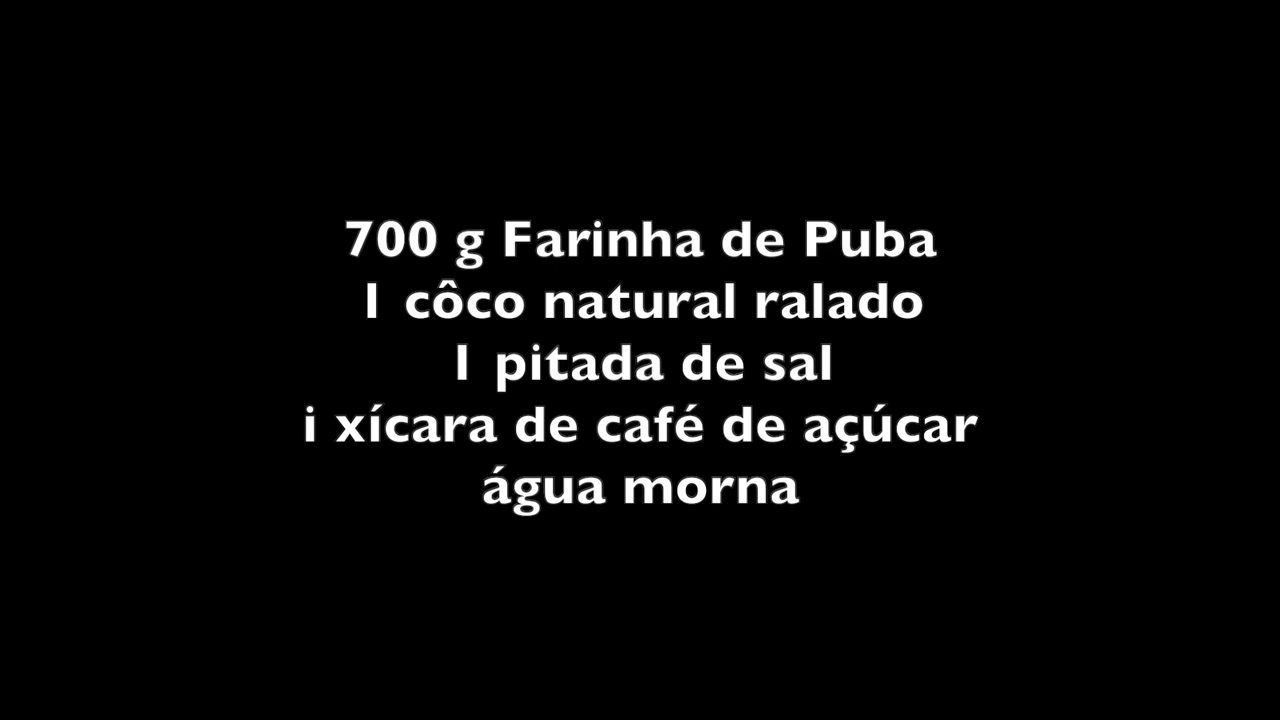 700 g Farinha de Puba
1 côco natural ralado
1 pitada de sal
i xícara de café de açúcar
água morna